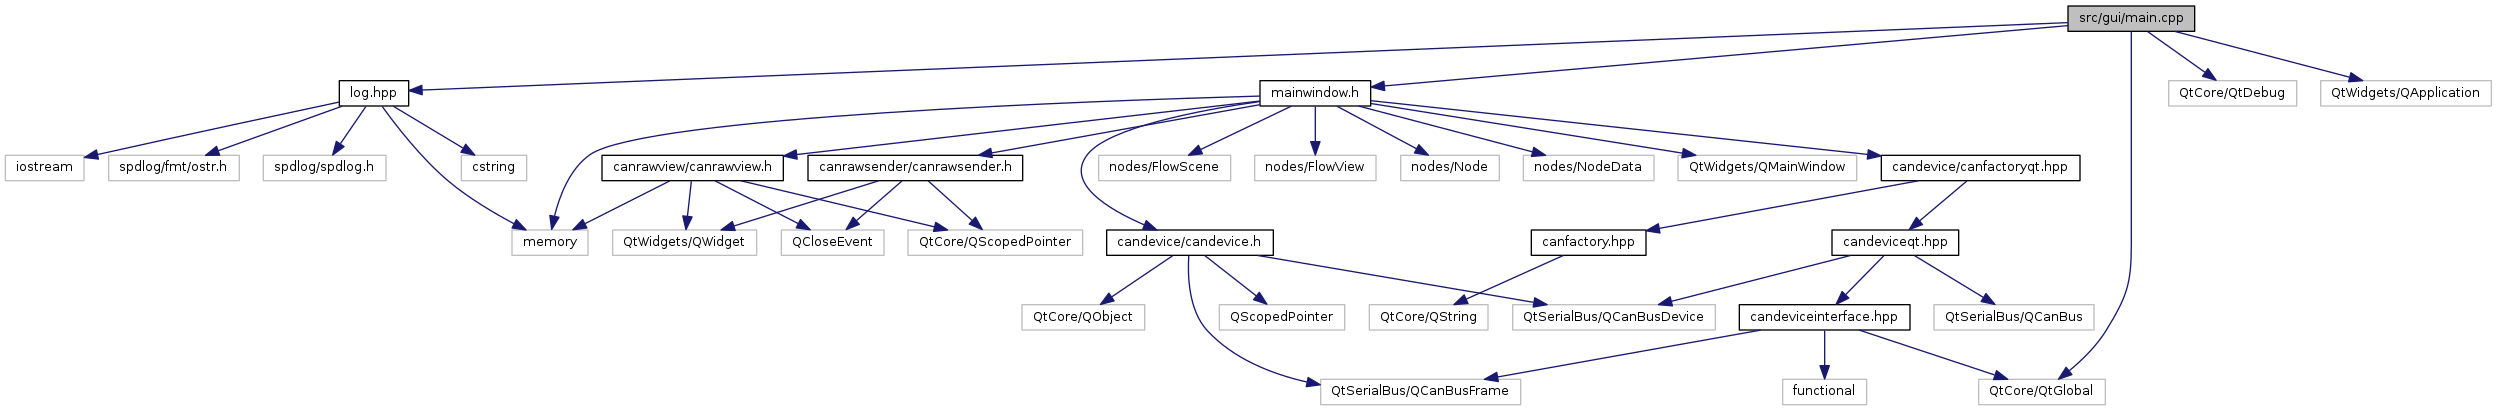 src/gui/main.cpp
log.hpp
mainwindow.h
QtCore/QtDebug
QtWidgets/QApplication
iostream
spdlog/fmt/ostr.h
spdlog/spdlog.h
cstring
canrawview/canrawview.h
canrawsender/canrawsender.h
nodes/FlowScene
nodes/FlowView
nodes/Node
nodes/NodeData
QtWidgets/QMainWindow
candevice/canfactoryqt.hpp
memory
QtWidgets/QWidget
QCloseEvent
QtCore/QScopedPointer
candevice/candevice.h
canfactory.hpp
candeviceqt.hpp
QtCore/QObject
QScopedPointer
QtCore/QString
QtSerialBus/QCanBusDevice
candeviceinterface.hpp
QtSerialBus/QCanBus
QtSerialBus/QCanBusFrame
functional
QtCore/QtGlobal